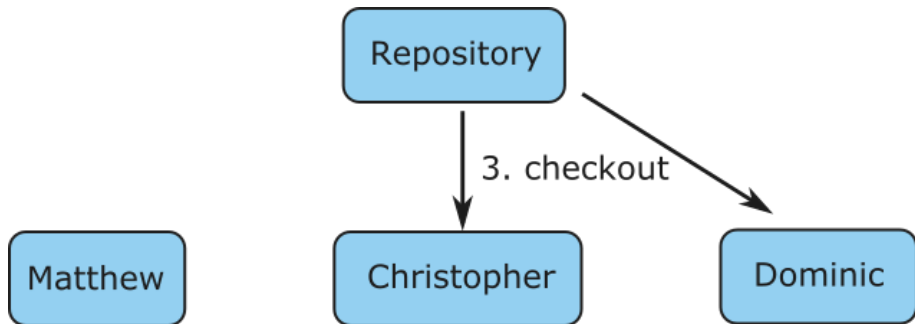 Repository
3. checkout
Matthew
Christopher
Dominic